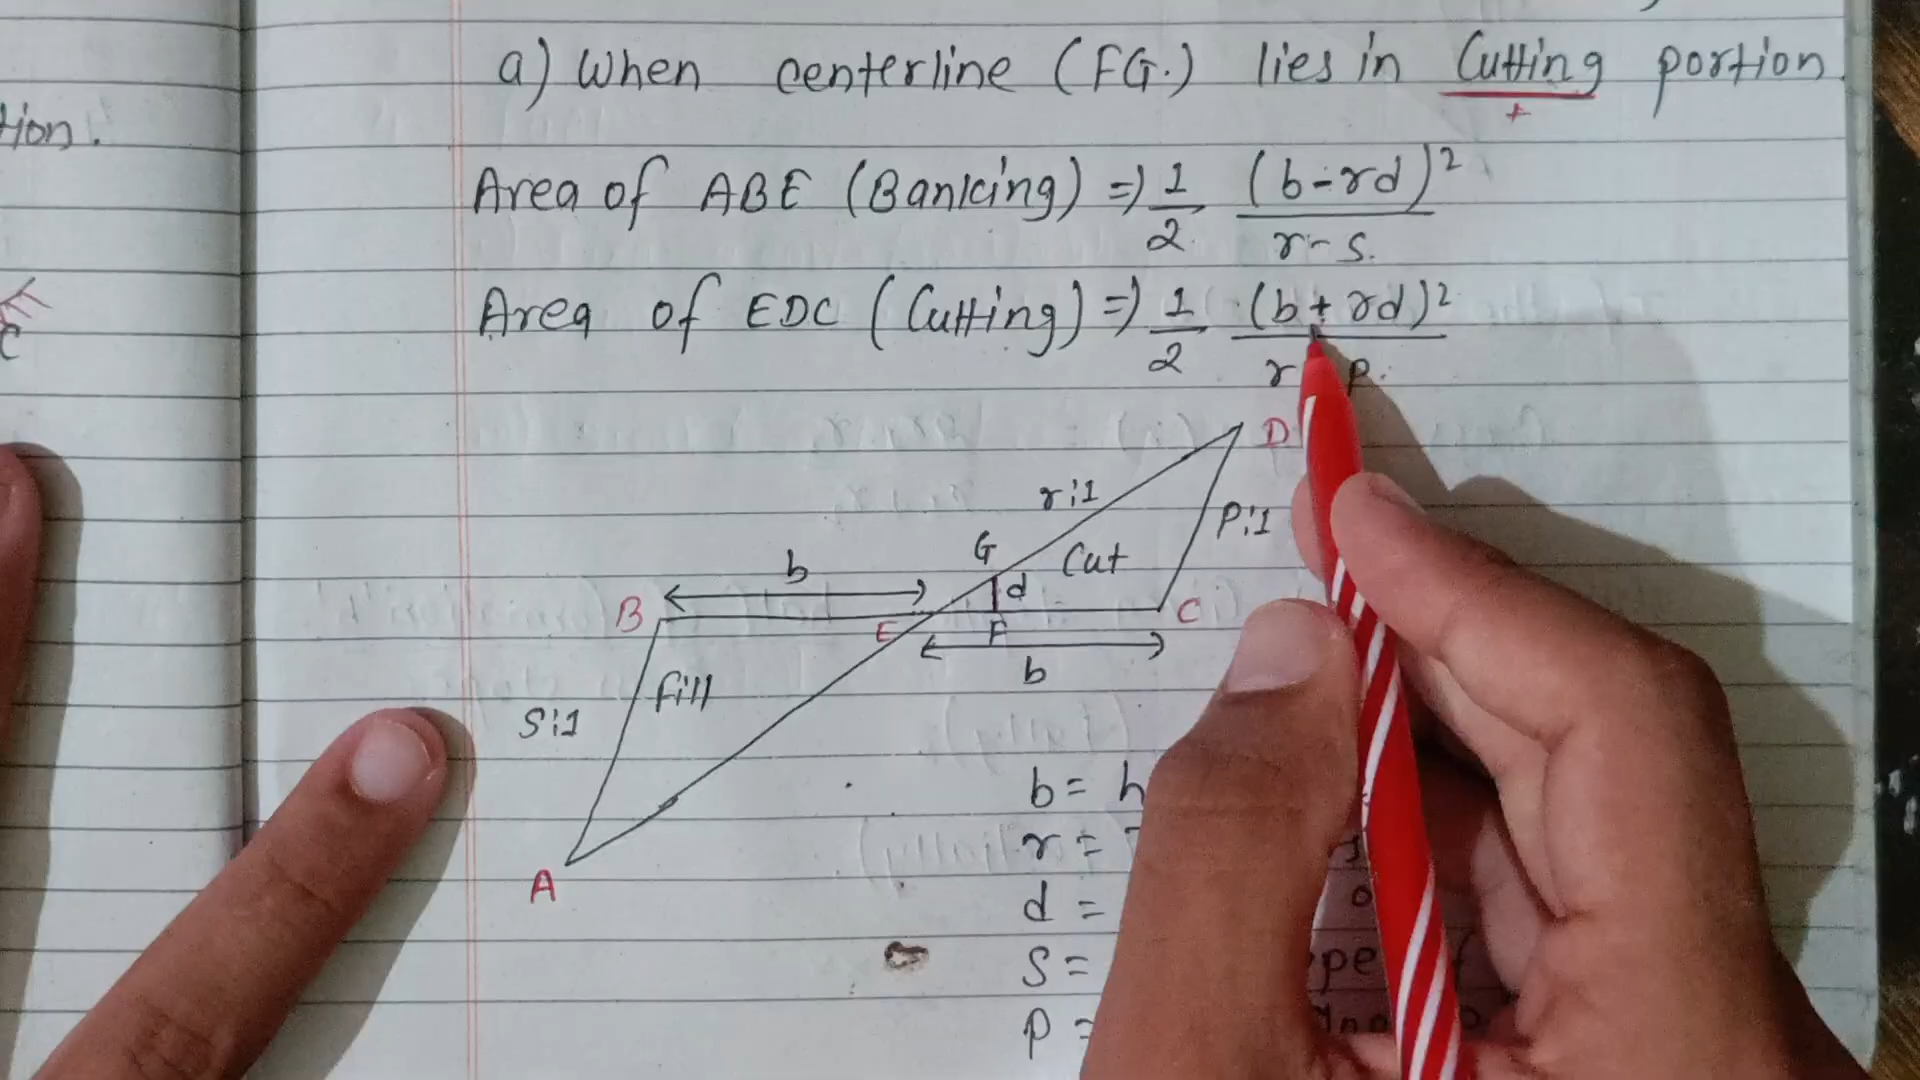 tion.
a) When centerline (FG.) lies in Cutting portion
+
Area of ABE (Banking) => 1/2 (b-rd)²/r-s.
Area of EDC (Cutting) => 1/2 (b+rd)²/r p.
D
r:1
P:1
G
Cut
b
d
B
E
F
C
b
fill
S:1
b=
r=
A
d=
S=
P=